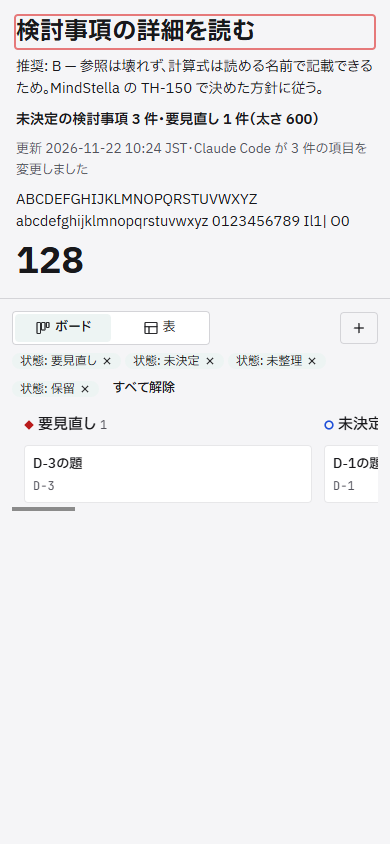 検討事項の詳細を読む
推奨: B — 参照は壊れず、計算式は読める名前で記載できる
ため。MindStella の TH-150 で決めた方針に従う。
未決定の検討事項 3 件・要見直し 1 件（太さ 600）
更新 2026-11-22 10:24 JST・Claude Code が 3 件の項目を
変更しました
ABCDEFGHIJKLMNOPQRSTUVWXYZ
abcdefghijklmnopqrstuvwxyz 0123456789 Il1| O0
128
ボード 表 +
状態: 要見直し × 状態: 未決定 × 状態: 未整理 ×
状態: 保留 × すべて解除
要見直し 1 未決定
D-3の題 D-1の題
D-3 D-1